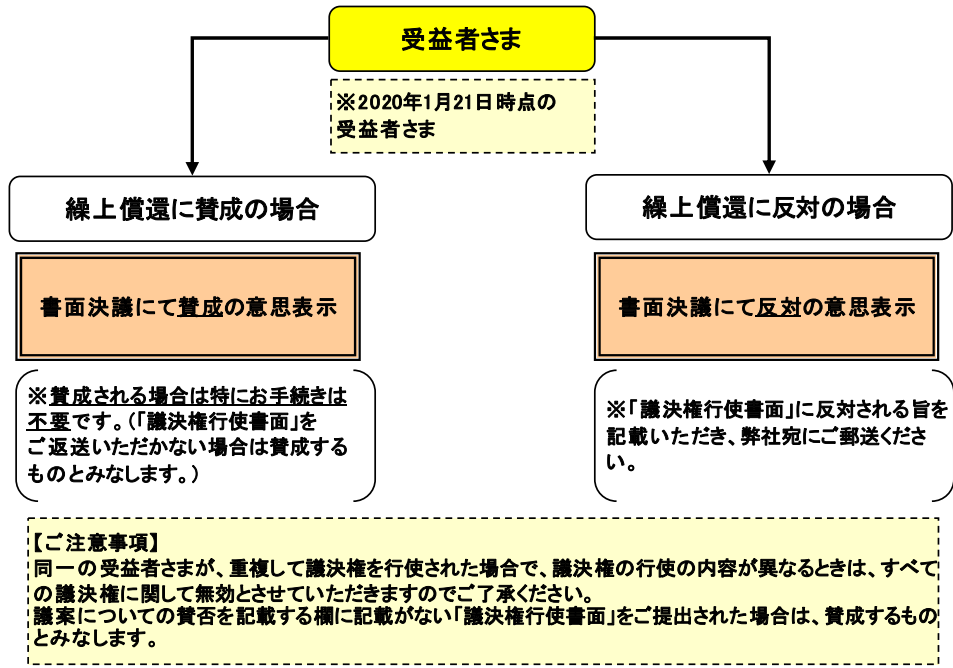 受益者さま
※2020年1月21日時点の
受益者さま
繰上償還に賛成の場合
繰上償還に反対の場合
書面決議にて賛成の意思表示
書面決議にて反対の意思表示
※賛成される場合は特にお手続きは
不要です。(「議決権行使書面」を
ご返送いただかない場合は賛成する
ものとみなします。)
※「議決権行使書面」に反対される旨を
記載いただき、弊社宛にご郵送くださ
い。
【ご注意事項】
同一の受益者さまが、重複して議決権を行使された場合で、議決権の行使の内容が異なるときは、すべて
の議決権に関して無効とさせていただきますのでご了承ください。
議案についての賛否を記載する欄に記載がない「議決権行使書面」をご提出された場合は、賛成するもの
とみなします。